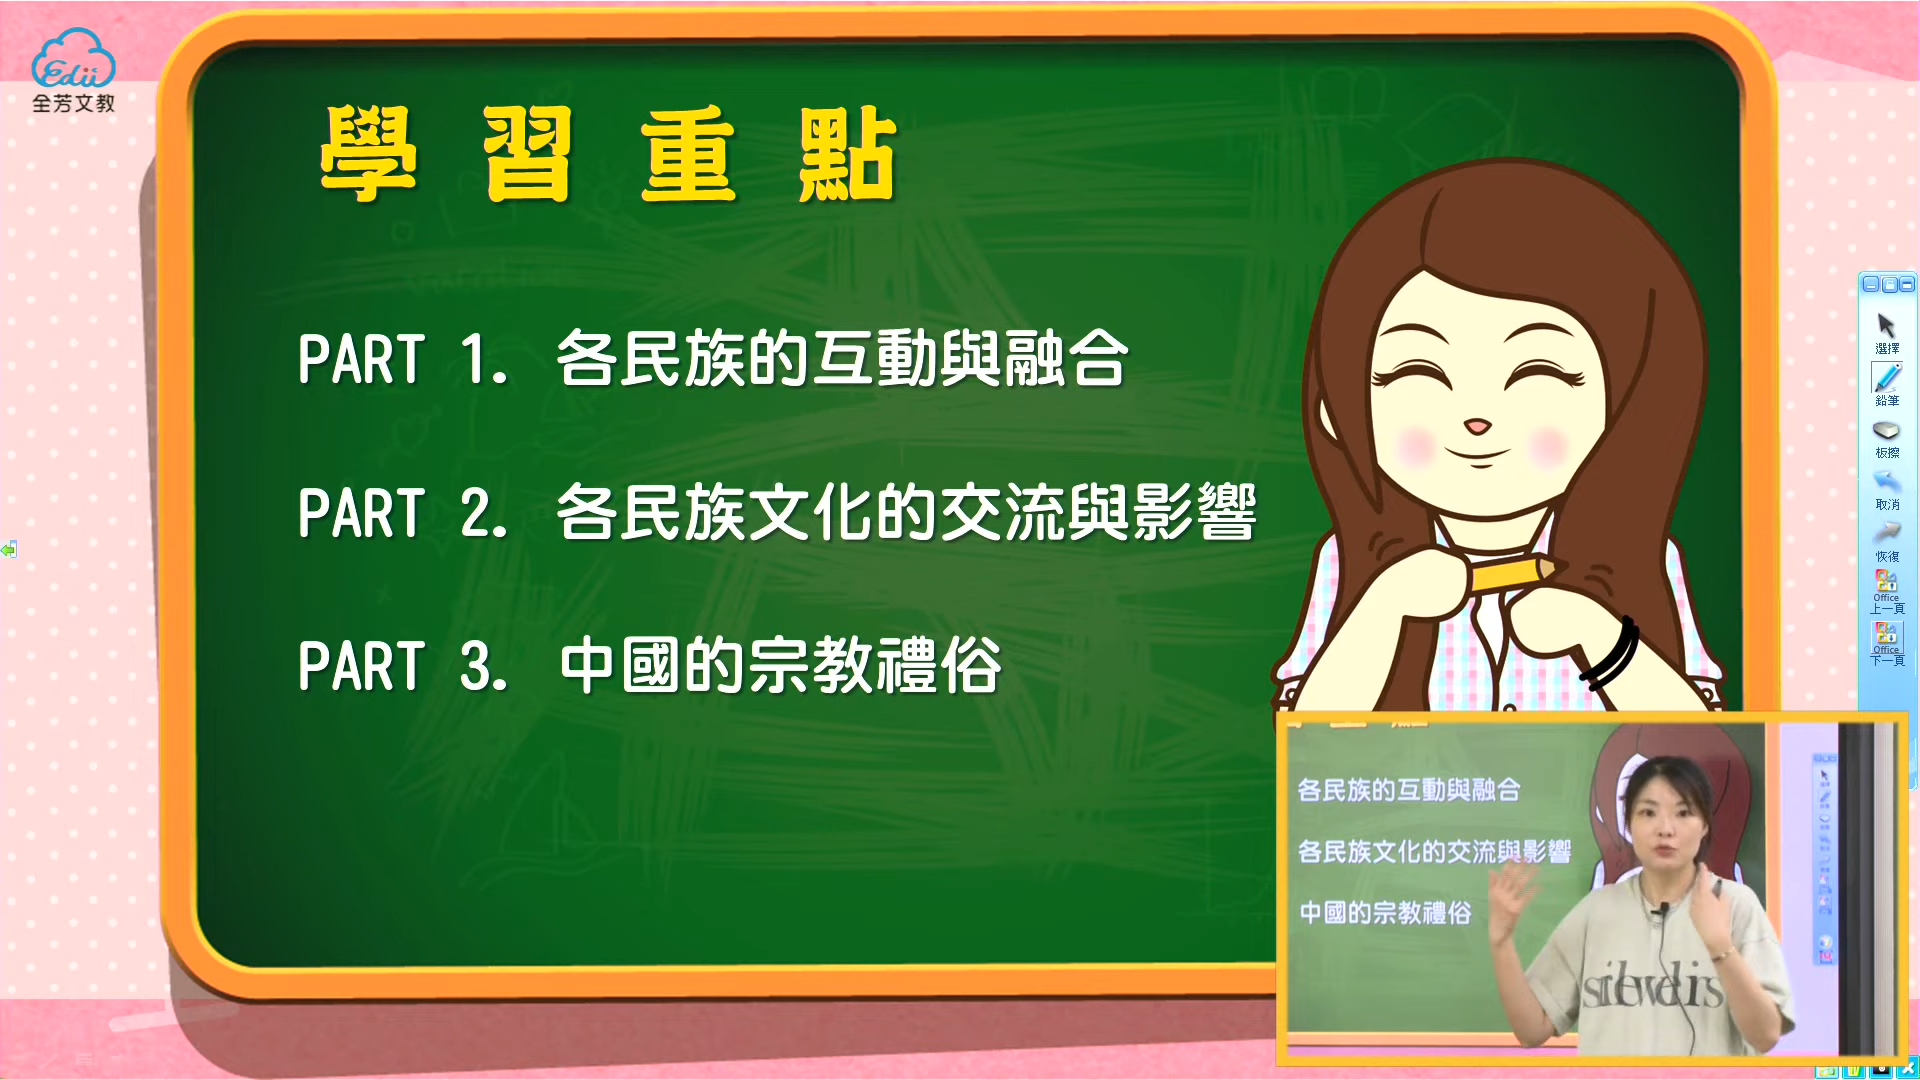 Edii
全芳文教
學習重點
PART 1. 各民族的互動與融合
PART 2. 各民族文化的交流與影響
PART 3. 中國的宗教禮俗
選擇
鉛筆
板擦
取消
恢復
Office
上一頁
Office
下一頁
各民族的互動與融合
各民族文化的交流與影響
中國的宗教禮俗